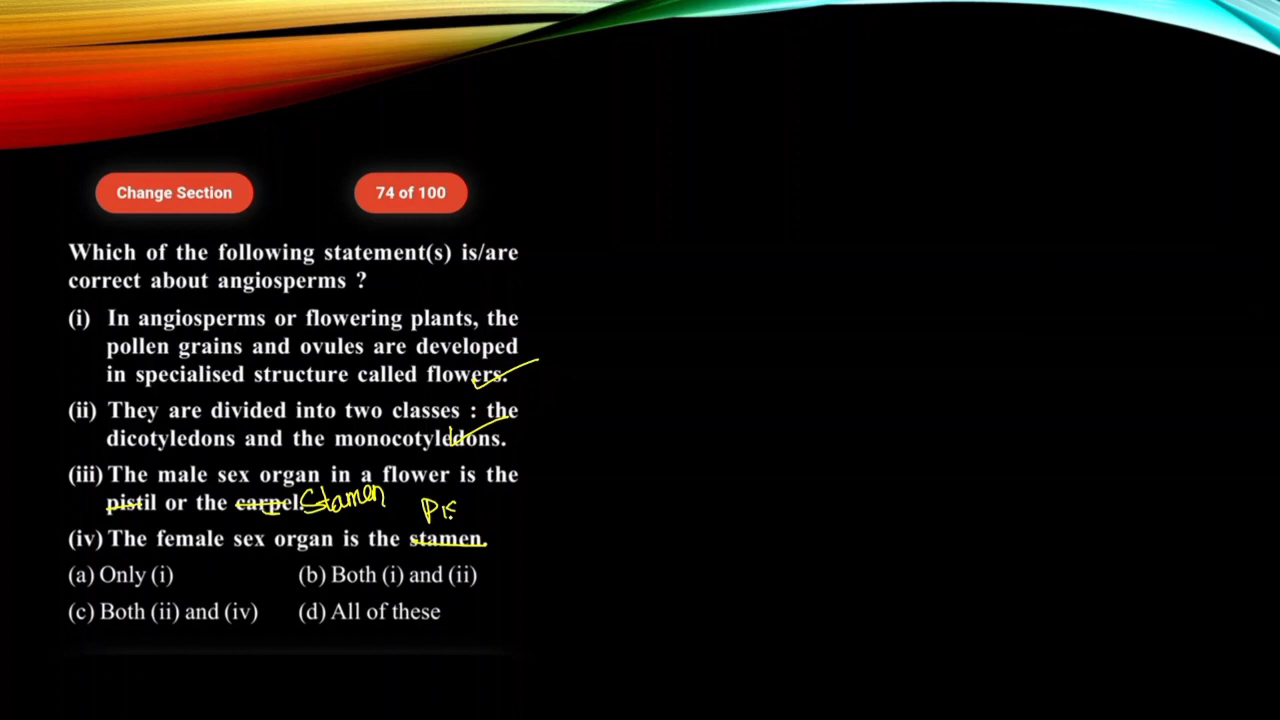 Change Section
74 of 100
Which of the following statement(s) is/are
correct about angiosperms ?
(i) In angiosperms or flowering plants, the
pollen grains and ovules are developed
in specialised structure called flowers.
(ii) They are divided into two classes : the
dicotyledons and the monocotyledons.
(iii) The male sex organ in a flower is the
pistil or the carpel. Stamen
Pis
(iv) The female sex organ is the stamen.
(a) Only (i) (b) Both (i) and (ii)
(c) Both (ii) and (iv) (d) All of these